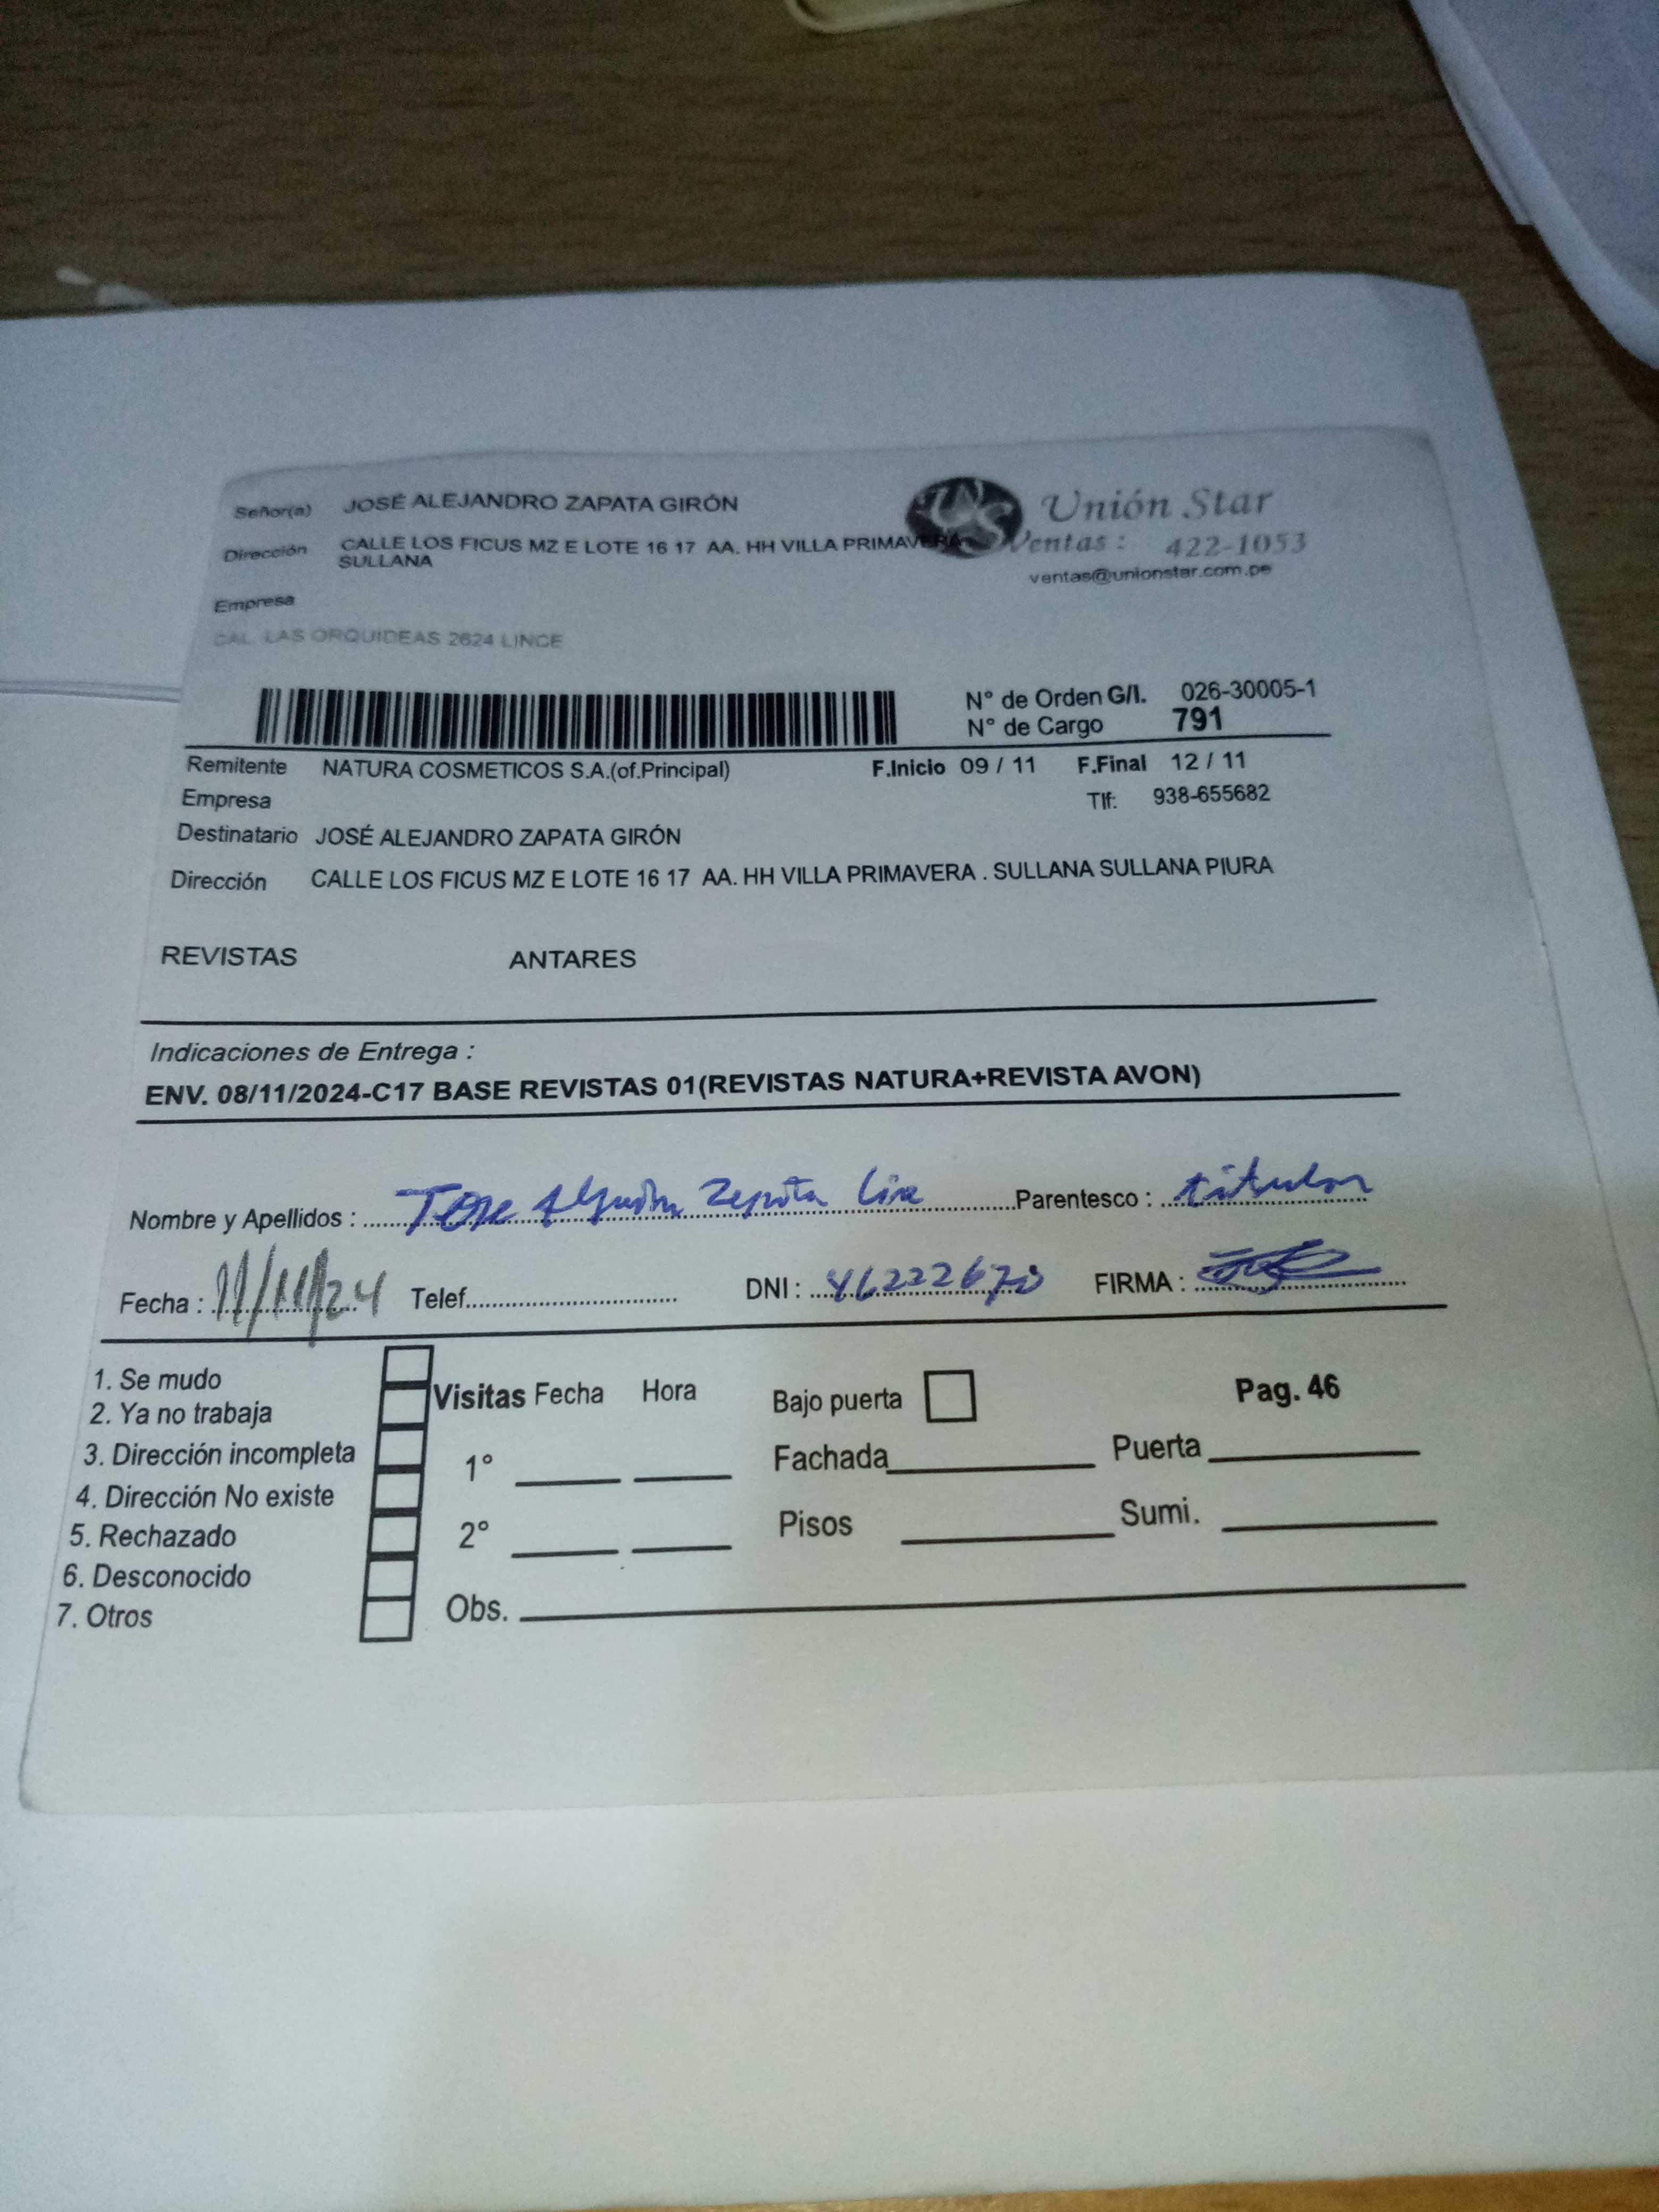 Señor(a) JOSÉ ALEJANDRO ZAPATA GIRÓN
Unión Star
Dirección CALLE LOS FICUS MZ E LOTE 16 17 AA. HH VILLA PRIMAVERA
SULLANA
Ventas : 422-1053
ventas@unionstar.com.pe
Empresa
CAL. LAS ORQUIDEAS 2624 LINCE
N° de Orden G/I. 026-30005-1
N° de Cargo 791
Remitente NATURA COSMETICOS S.A.(of.Principal) F.Inicio 09 / 11 F.Final 12 / 11
Empresa Tlf: 938-655682
Destinatario JOSÉ ALEJANDRO ZAPATA GIRÓN
Dirección CALLE LOS FICUS MZ E LOTE 16 17 AA. HH VILLA PRIMAVERA . SULLANA SULLANA PIURA
REVISTAS ANTARES
Indicaciones de Entrega :
ENV. 08/11/2024-C17 BASE REVISTAS 01(REVISTAS NATURA+REVISTA AVON)
Nombre y Apellidos : Jose Alejandro Zapata Parentesco : titular
Fecha : 11/11/24 Telef. DNI : 46222670 FIRMA :
1. Se mudo
2. Ya no trabaja
3. Dirección incompleta
4. Dirección No existe
5. Rechazado
6. Desconocido
7. Otros
Visitas Fecha Hora
1°
2°
Obs.
Bajo puerta
Pag. 46
Fachada Puerta
Pisos Sumi.